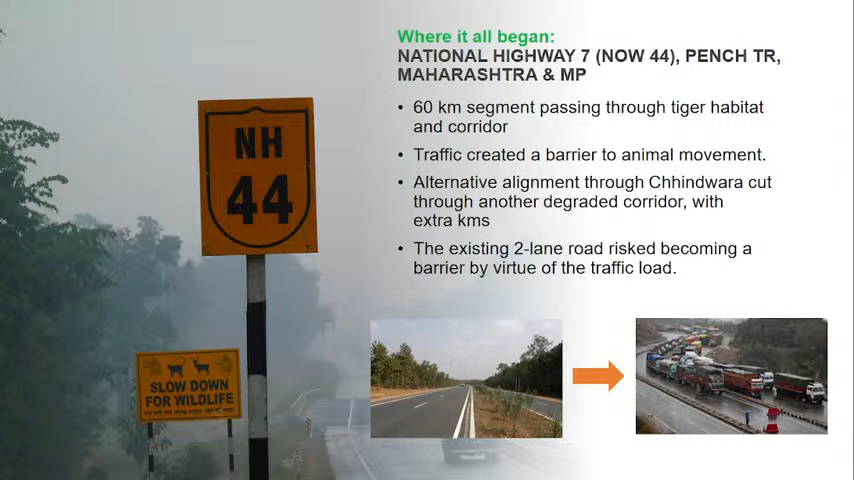 Where it all began:
NATIONAL HIGHWAY 7 (NOW 44), PENCH TR,
MAHARASHTRA & MP
• 60 km segment passing through tiger habitat
and corridor
• Traffic created a barrier to animal movement.
• Alternative alignment through Chhindwara cut
through another degraded corridor, with
extra kms
• The existing 2-lane road risked becoming a
barrier by virtue of the traffic load.
NH
44
SLOW DOWN
FOR WILDLIFE